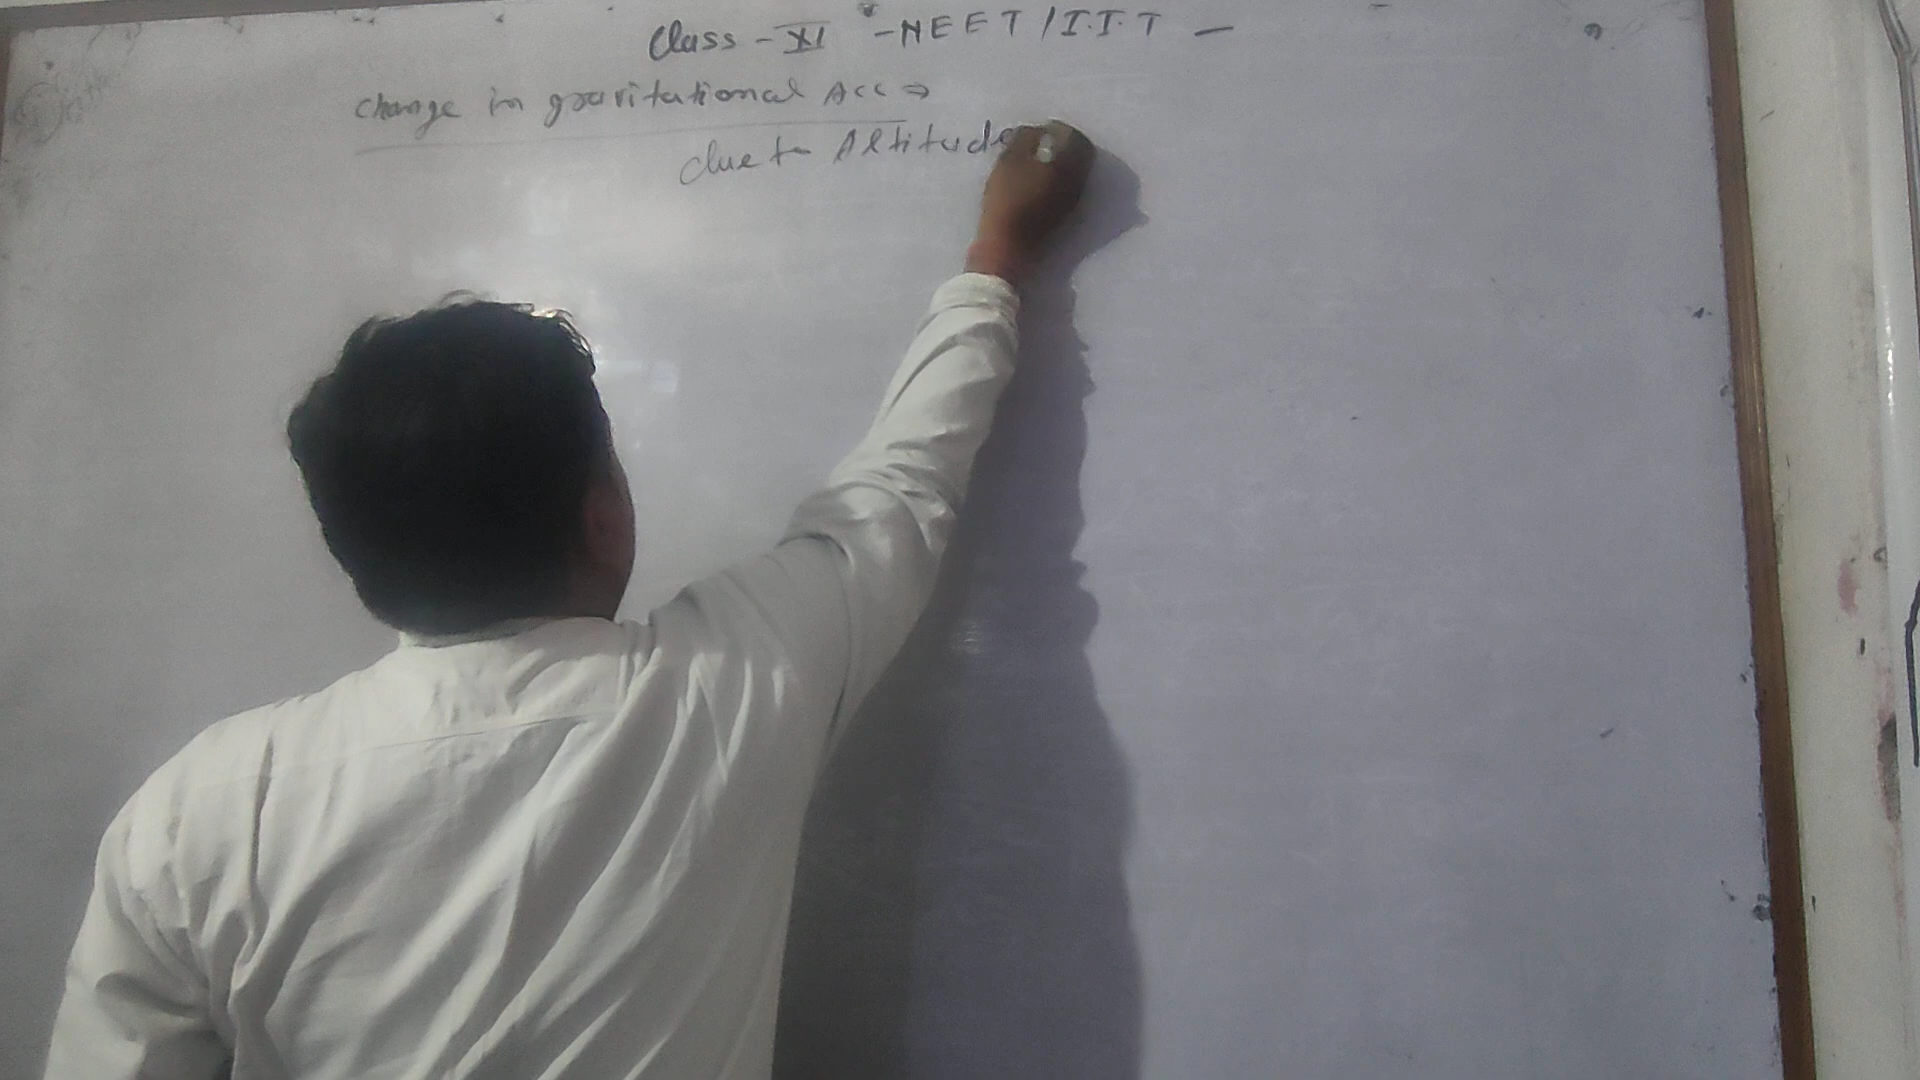 Class - XI - NEET / I.I.T -
Change in gravitational Acc ⇒
due to Altitude